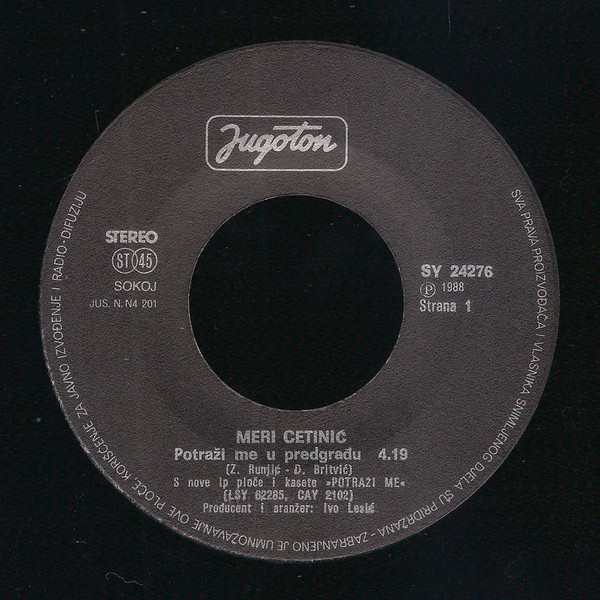 Jugoton
STEREO
ST 45
SOKOJ
JUS. N. N4 201
SY 24276
Ⓟ 1988
Strana 1
MERI CETINIĆ
Potraži me u predgrađu 4.19
(Z. Runjić - D. Britvić)
S nove lp ploče i kasete »POTRAŽI ME«
(LSY 62285, CAY 2102)
Producent i aranžer: Ivo Lesić
SVA PRAVA PROIZVOĐAČA I VLASNIKA SNIMLJENOG DJELA SU PRIDRŽANA - ZABRANJENO JE UMNOŽAVANJE OVE PLOČE, KORIŠĆENJE ZA JAVNO IZVOĐENJE I RADIO-DIFUZIJU